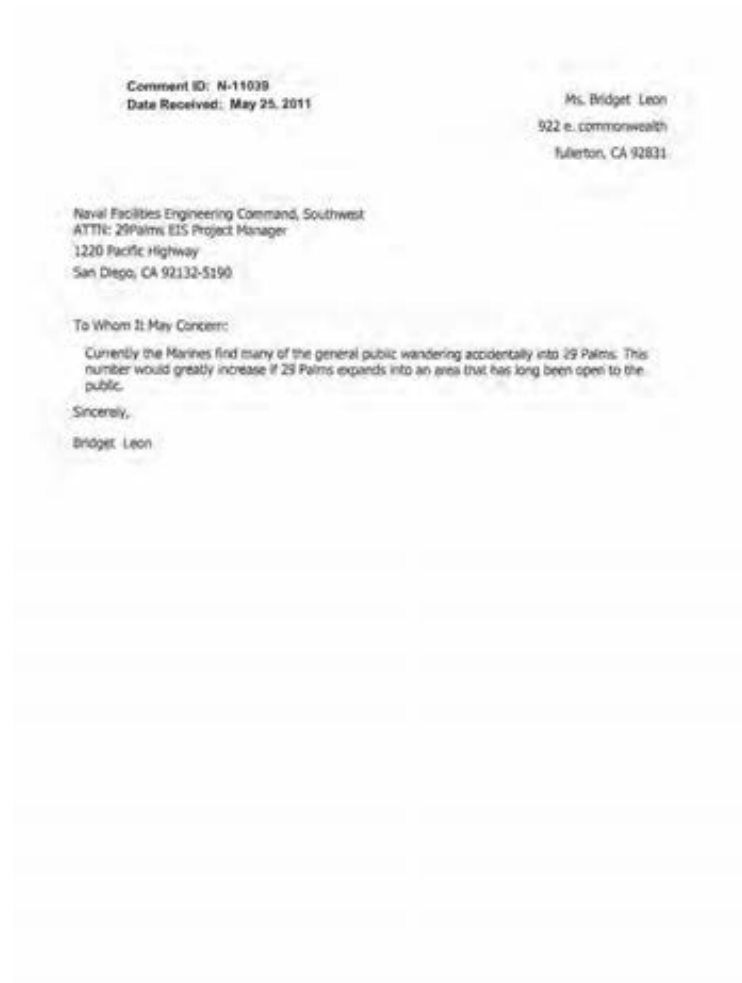 Comment ID: N-11039
Date Received: May 25, 2011
Ms. Bridget Leon
922 e. commonwealth
fullerton, CA 92831
Naval Facilities Engineering Command, Southwest
ATTN: 29Palms EIS Project Manager
1220 Pacific Highway
San Diego, CA 92132-5190
To Whom It May Concern:
Currently the Marines find many of the general public wandering accidentally into 29 Palms. This
number would greatly increase if 29 Palms expands into an area that has long been open to the
public.
Sincerely,
Bridget Leon